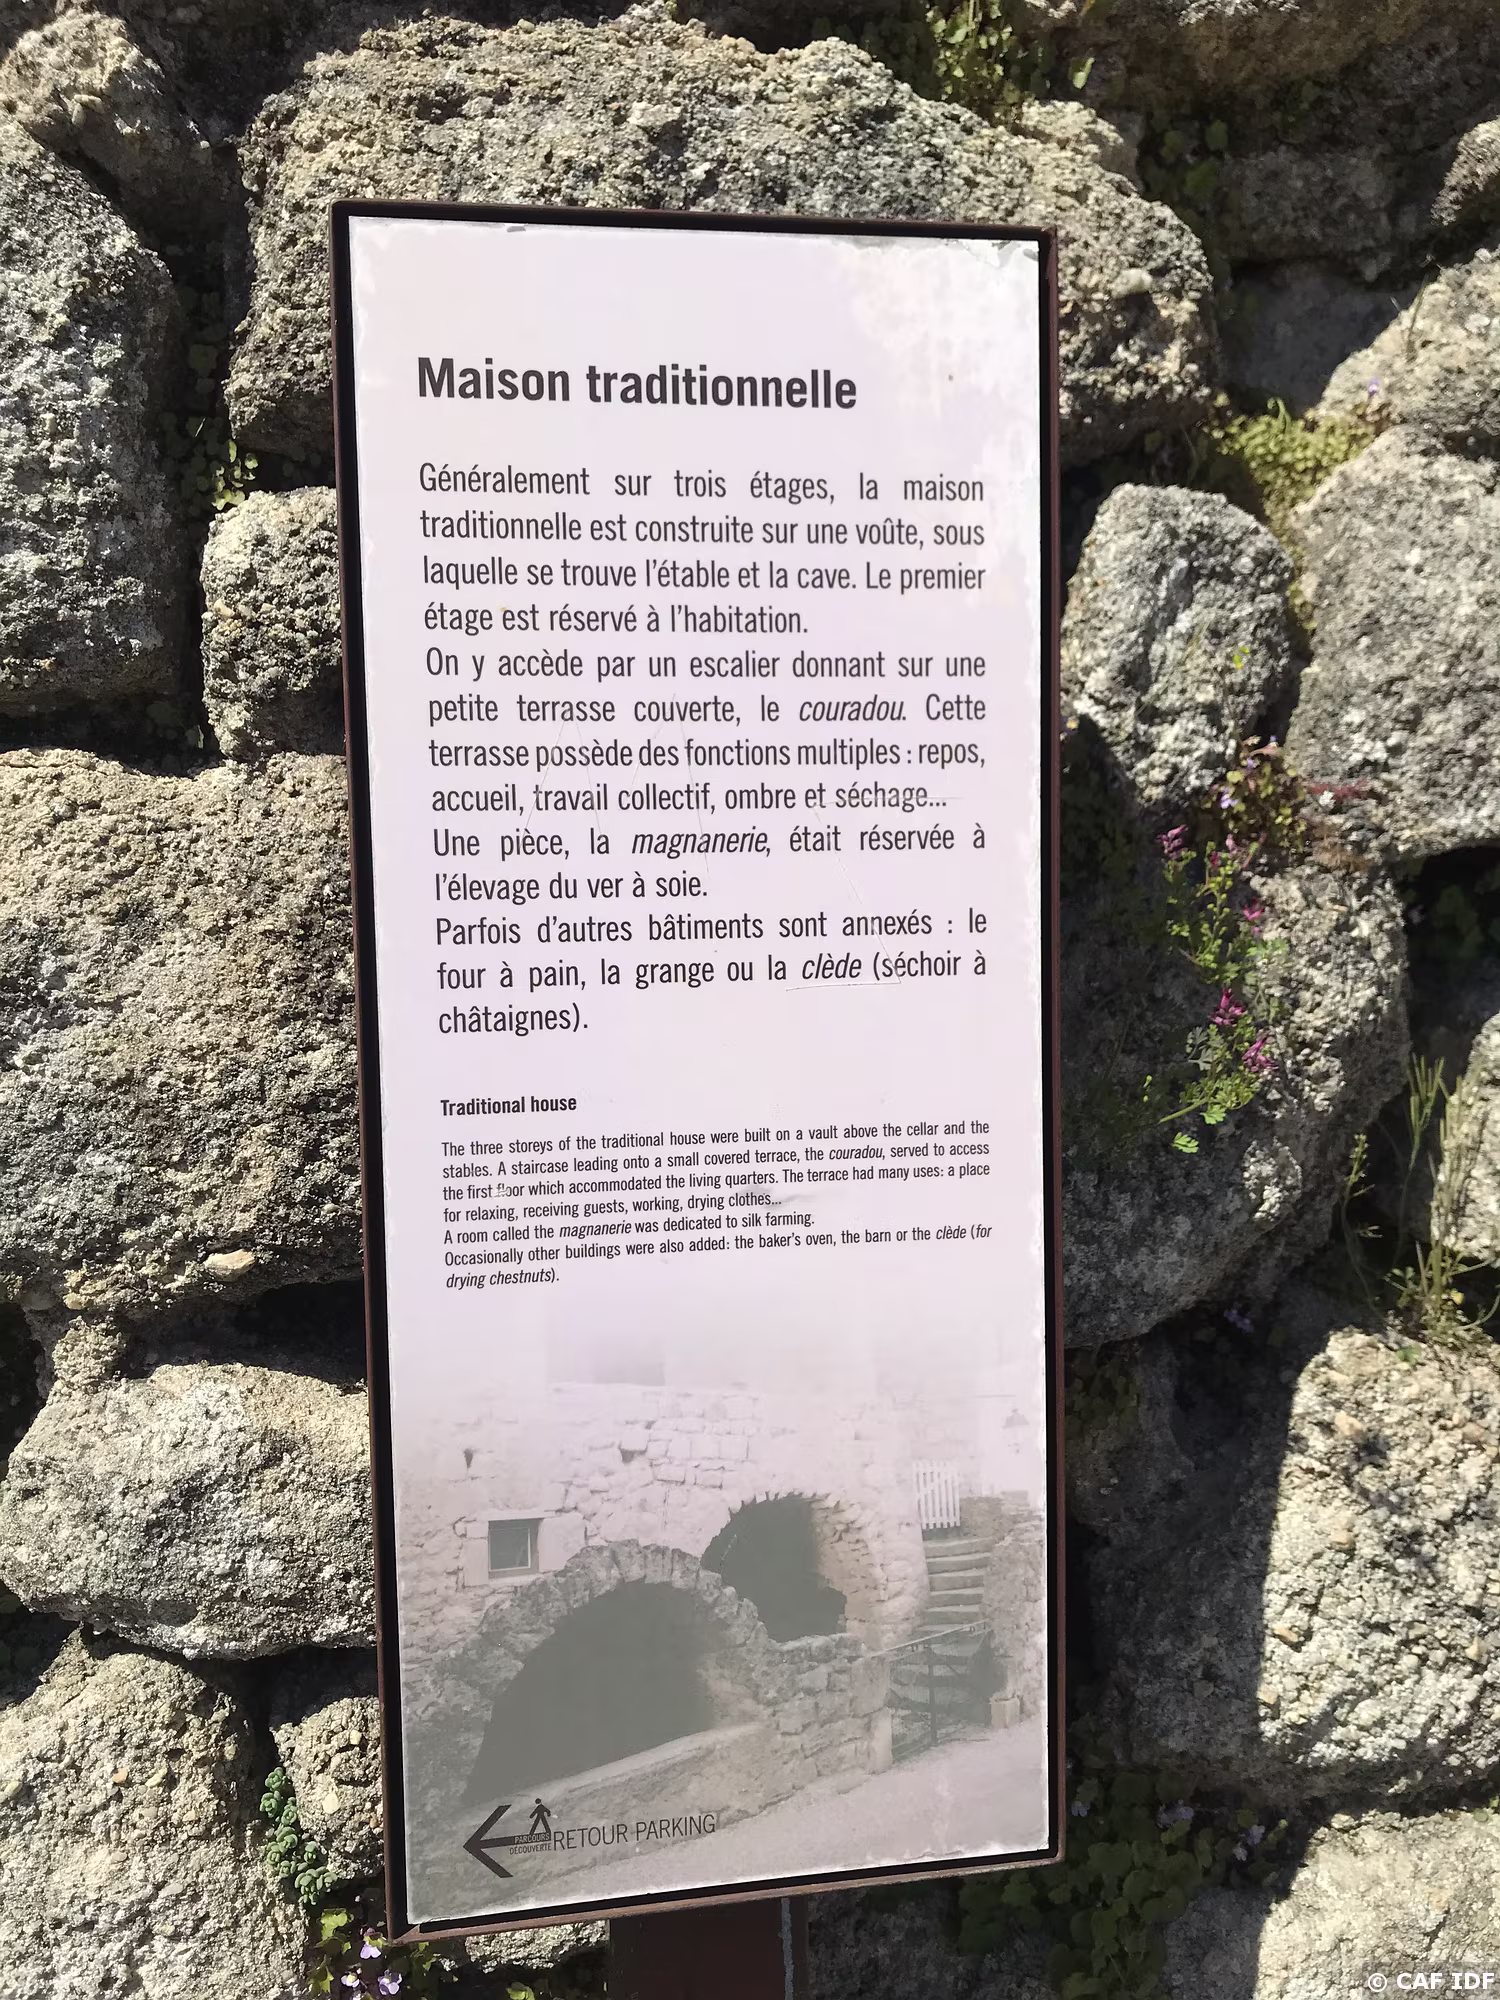 Maison traditionnelle
Généralement sur trois étages, la maison
traditionnelle est construite sur une voûte, sous
laquelle se trouve l'étable et la cave. Le premier
étage est réservé à l'habitation.
On y accède par un escalier donnant sur une
petite terrasse couverte, le couradou. Cette
terrasse possède des fonctions multiples : repos,
accueil, travail collectif, ombre et séchage...
Une pièce, la magnanerie, était réservée à
l'élevage du ver à soie.
Parfois d'autres bâtiments sont annexés : le
four à pain, la grange ou la clède (séchoir à
châtaignes).
Traditional house
The three storeys of the traditional house were built on a vault above the cellar and the
stables. A staircase leading onto a small covered terrace, the couradou, served to access
the first floor which accommodated the living quarters. The terrace had many uses: a place
for relaxing, receiving guests, working, drying clothes...
A room called the magnanerie was dedicated to silk farming.
Occasionally other buildings were also added: the baker's oven, the barn or the clède (for
drying chestnuts).
PARCOURS
DÉCOUVERTE
RETOUR PARKING
© CAF IDF